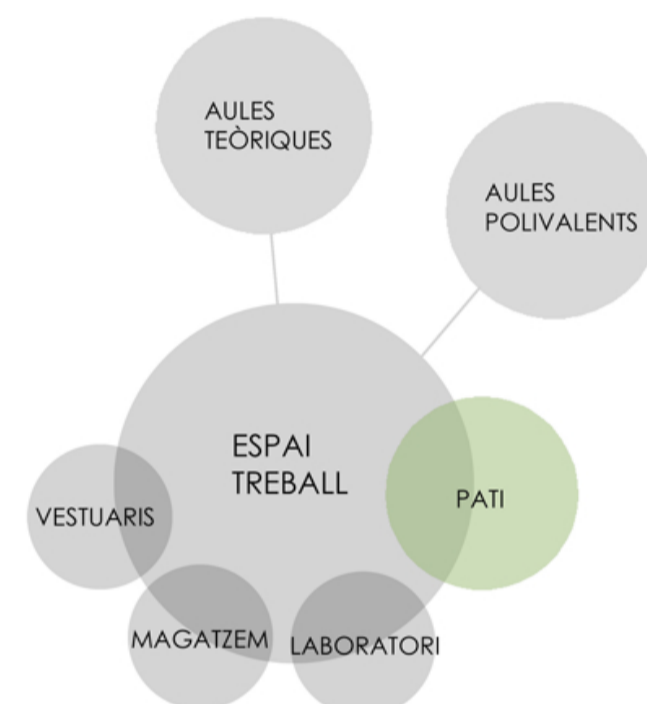 AULES
TEÒRIQUES
AULES
POLIVALENTS
ESPAI
TREBALL
PATI
VESTUARIS
MAGATZEM
LABORATORI